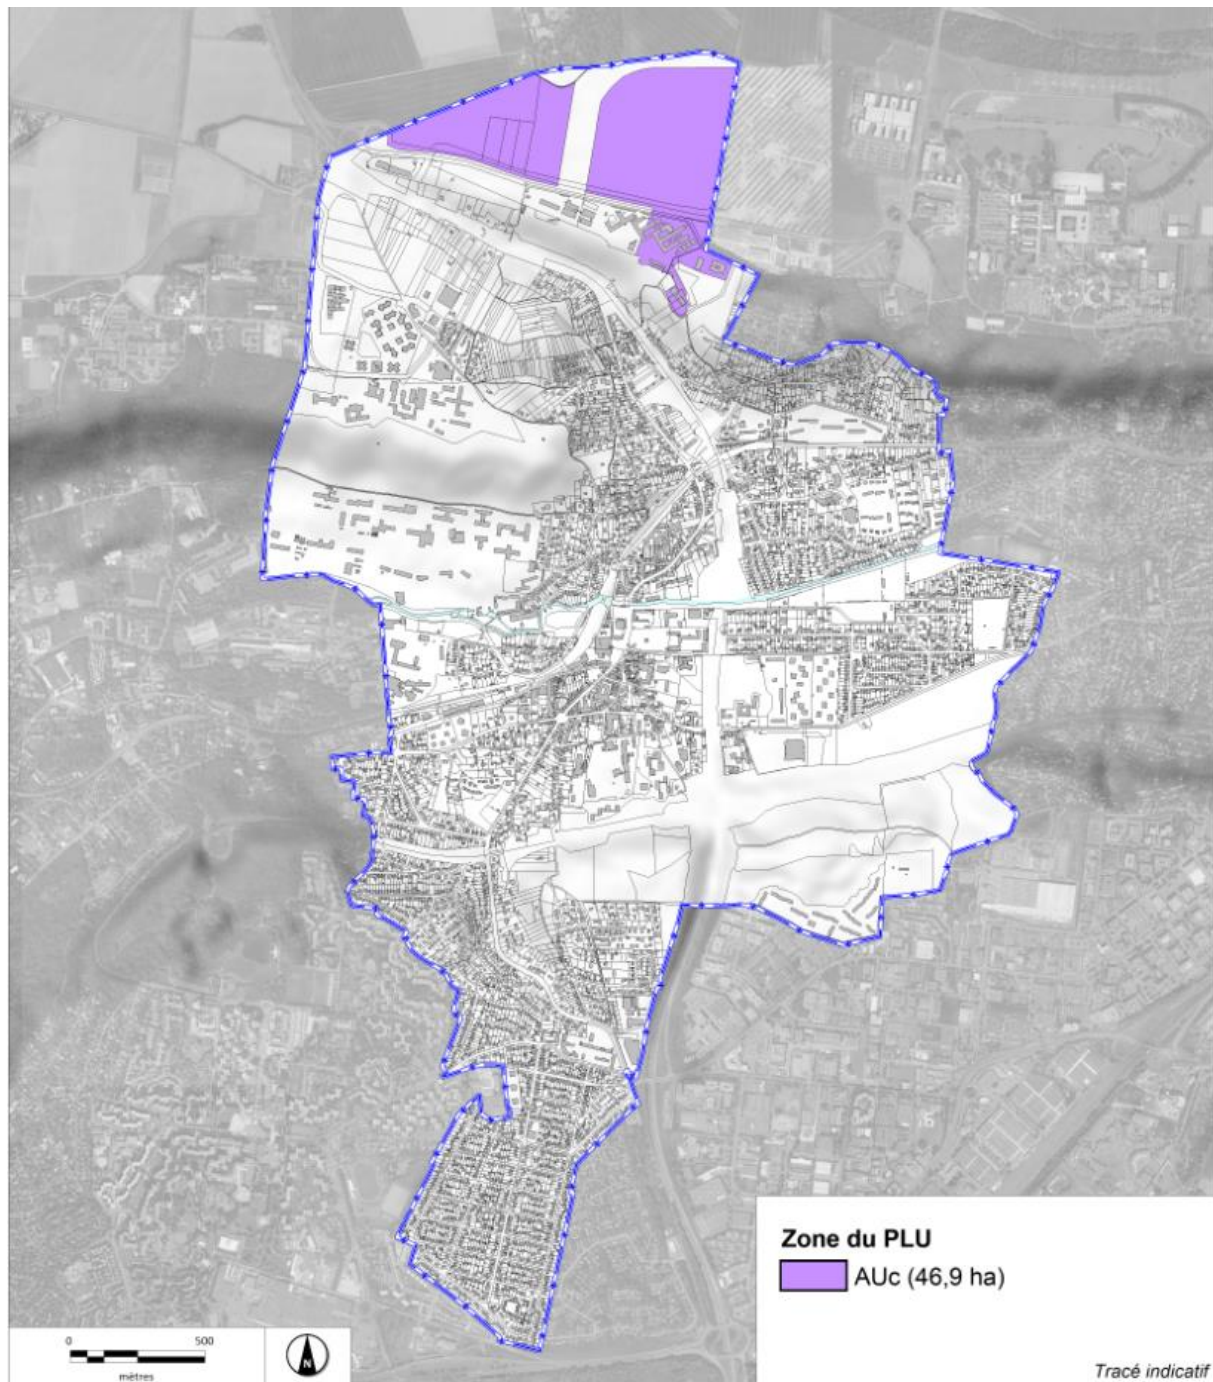 Zone du PLU
AUc (46,9 ha)
0 500
mètres
N
Tracé indicatif